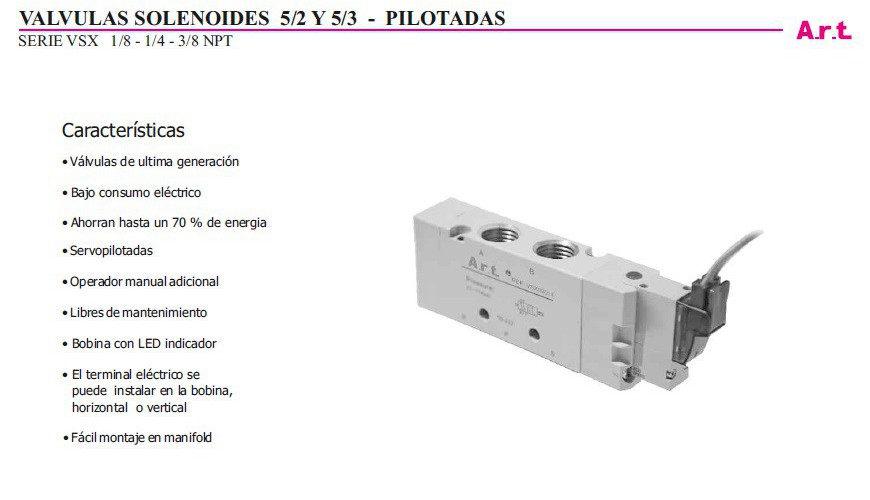 VALVULAS SOLENOIDES 5/2 Y 5/3 - PILOTADAS
SERIE VSX 1/8 - 1/4 - 3/8 NPT
A.r.t.
Características
• Válvulas de ultima generación
• Bajo consumo eléctrico
• Ahorran hasta un 70 % de energia
• Servopilotadas
• Operador manual adicional
• Libres de mantenimiento
• Bobina con LED indicador
• El terminal eléctrico se
puede instalar en la bobina,
horizontal o vertical
• Fácil montaje en manifold
A B
A.r.t.